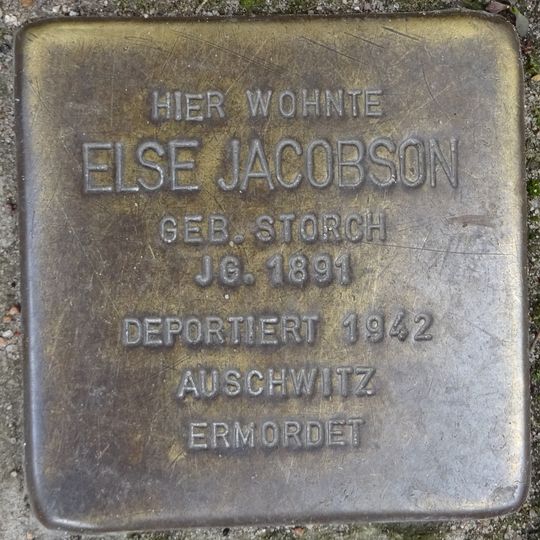 HIER WOHNTE
ELSE JACOBSON
GEB. STORCH
JG. 1891
DEPORTIERT 1942
AUSCHWITZ
ERMORDET